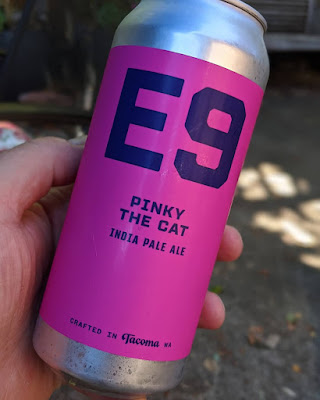 E9
PINKY
THE CAT
INDIA PALE ALE
CRAFTED IN Tacoma WA